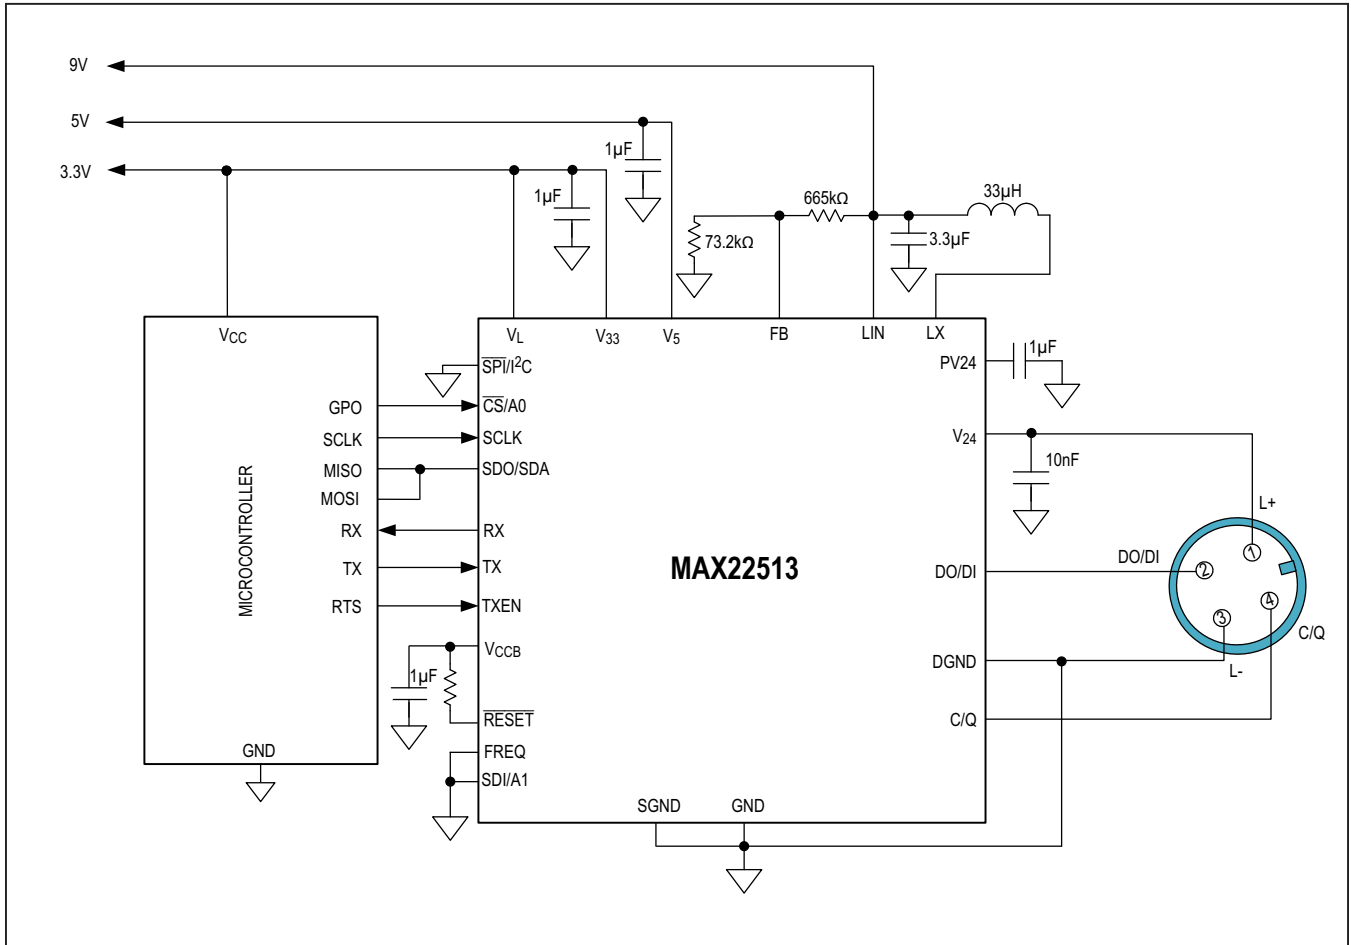 9V
5V
3.3V
1µF
1µF
665kΩ
33µH
73.2kΩ
3.3µF
VCC
VL
V33
V5
FB
LIN
LX
SPI/I²C
PV24
1µF
GPO
CS/A0
SCLK
SCLK
V24
MISO
SDO/SDA
10nF
MOSI
MICROCONTROLLER
L+
RX
RX
TX
TX
MAX22513
DO/DI
DO/DI
1
2
3
4
RTS
TXEN
C/Q
VCCB
DGND
L-
1µF
RESET
C/Q
GND
FREQ
SDI/A1
SGND
GND